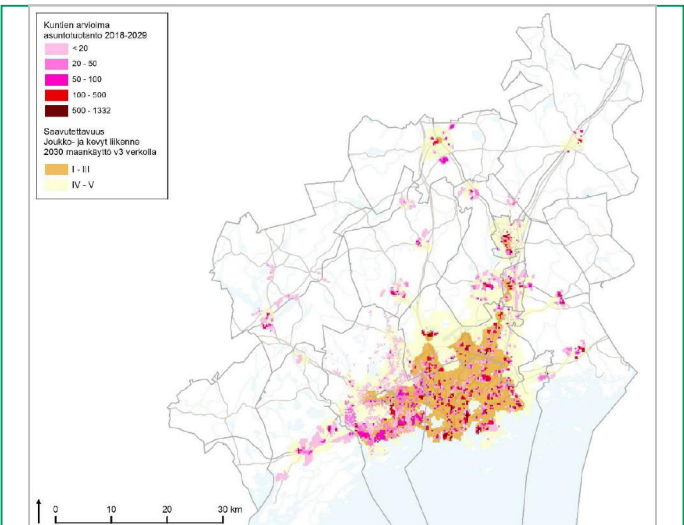 Kuntien arvioima
asuntotuotanto 2018-2029
< 20
20 - 50
50 - 100
100 - 500
500 - 1332
Saavutettavuus
Joukko- ja kevyt liikenne
2030 maankäyttö v3 verkolla
I - III
IV - V
0 10 20 30 km